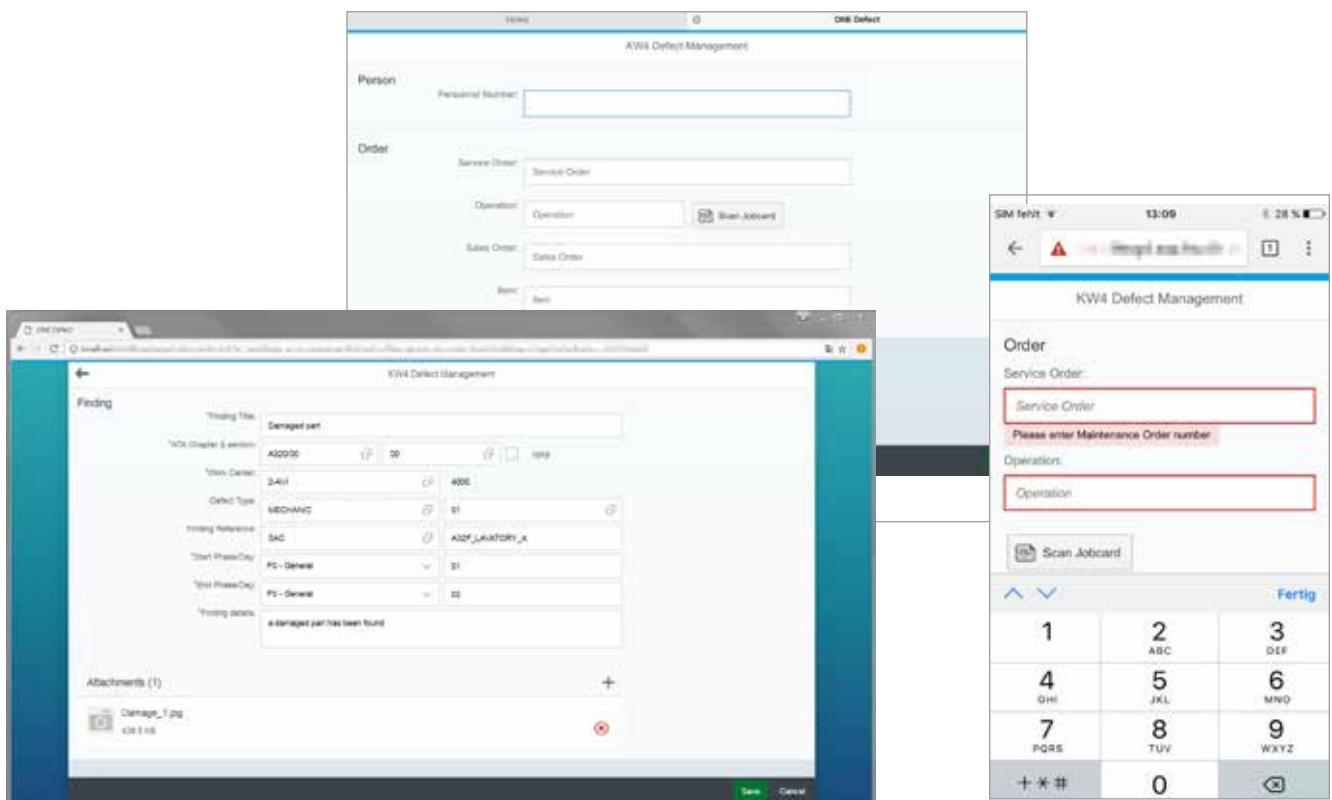 Home
ONE Defect
KW4 Defect Management
Person
Personnel Number:
Order
Service Order:
Service Order
Operation:
Operation
Scan Jobcard
Sales Order:
Sales Order
Item:
Item
ONE Defect
KW4 Defect Management
Finding
*Finding Title:
Damaged part
*ATA Chapter & section:
A320/00
00
*Work Center:
2-AVI
4000
Defect Type:
MECHANIC
01
Finding Reference:
SAC
A32F_LAVATORY_A
*Start Phase/Day:
P0 - General
01
*End Phase/Day:
P0 - General
02
*Finding details:
a damaged part has been found
Attachments (1)
+
Damage_1.jpg
Save
Cancel
SIM fehlt
13:09
28 %
1
KW4 Defect Management
Order
Service Order:
Service Order
Please enter Maintenance Order number
Operation:
Operation
Scan Jobcard
Fertig
1
2
ABC
3
DEF
4
GHI
5
JKL
6
MNO
7
PQRS
8
TUV
9
WXYZ
+ * #
0